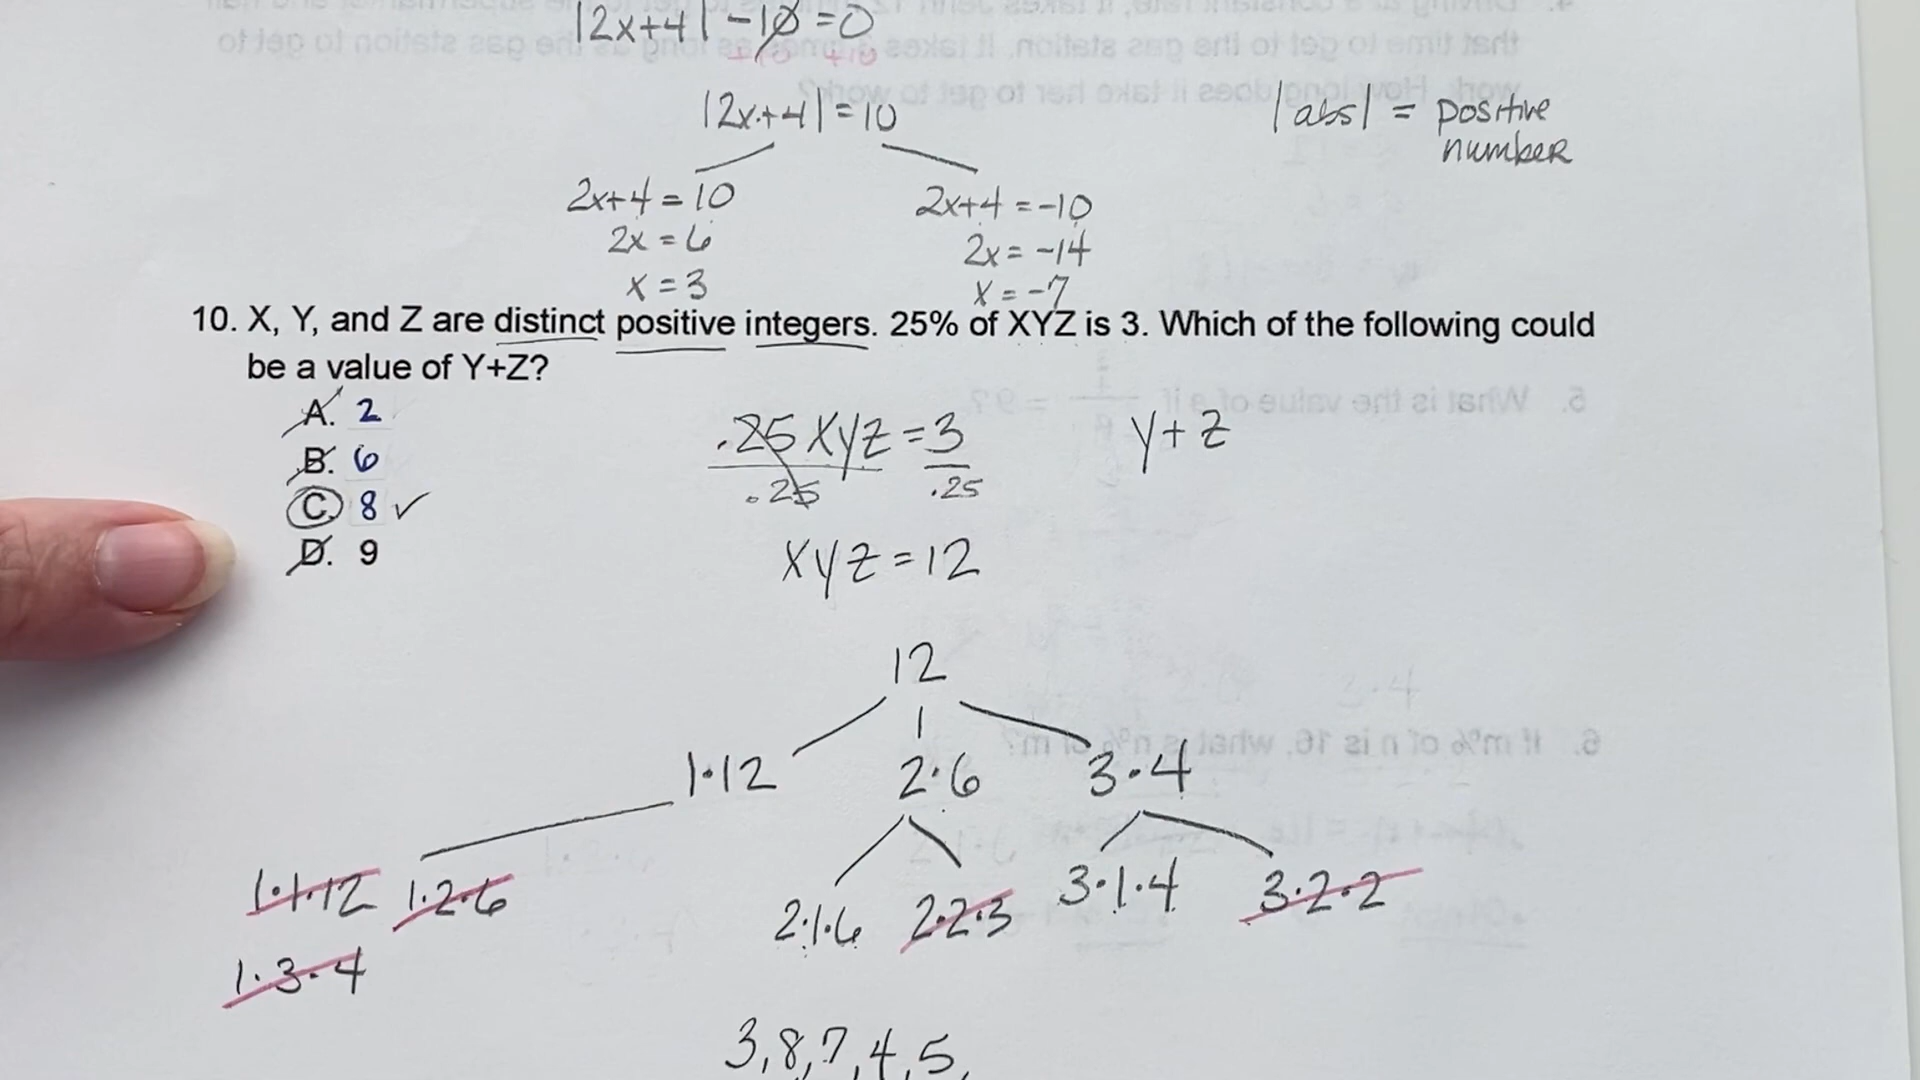 |2x+4| -10 = 0
+10 +10
|2x+4| = 10
|abs| = positive
number
2x+4 = 10
2x = 6
x = 3
2x+4 = -10
2x = -14
x = -7
10. X, Y, and Z are distinct positive integers. 25% of XYZ is 3. Which of the following could
be a value of Y+Z?
A. 2
B. 6
C. 8 ✓
D. 9
.25 XYZ = 3
.25 .25
Y + Z
XYZ = 12
12
1·12 2·6 3·4
1·1·12 1·2·6
1·3·4
2·1·6 2·2·3 3·1·4 3·2·2
3, 8, 7, 4, 5,